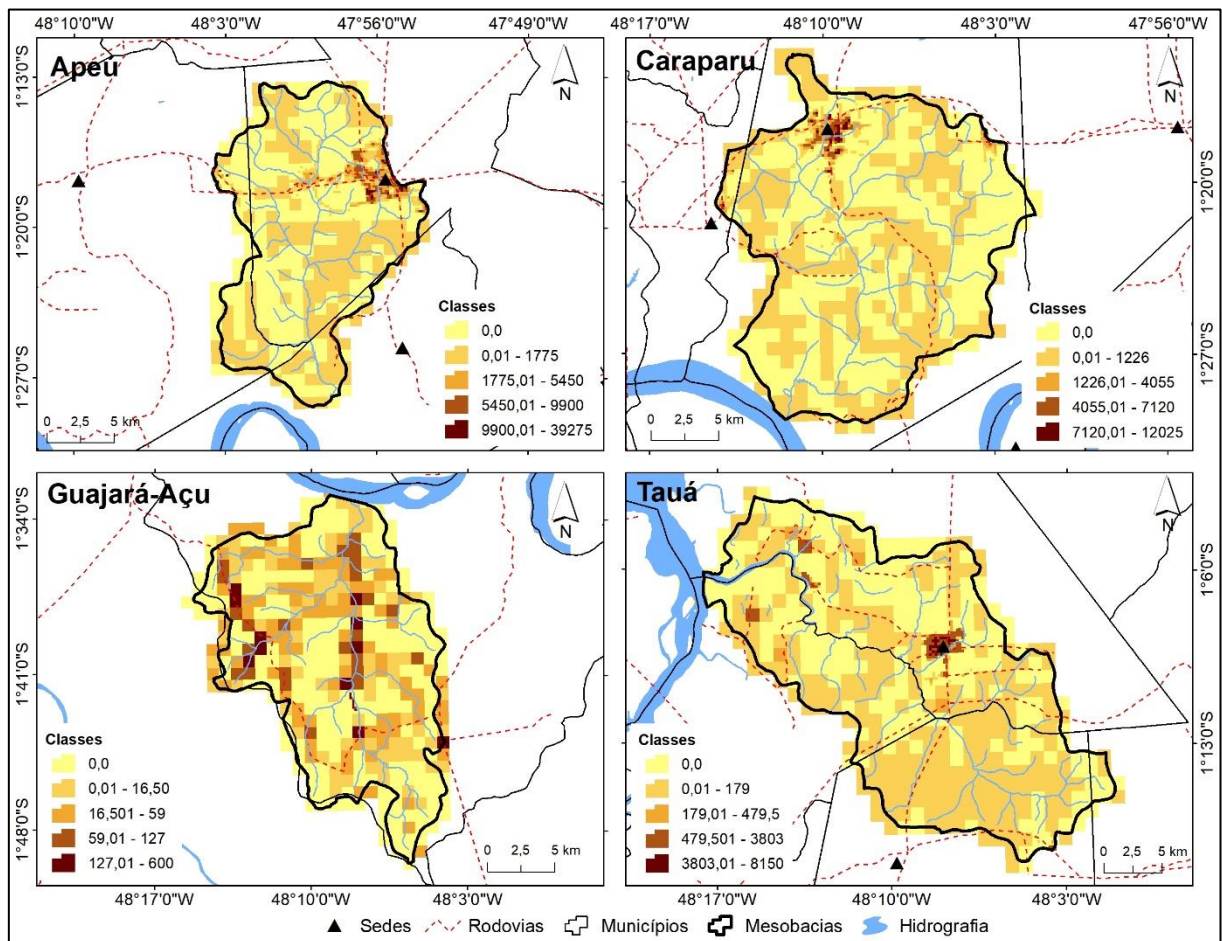 48°10'0"W 48°3'0"W 47°56'0"W 47°49'0"W 48°17'0"W 48°10'0"W 48°3'0"W 47°56'0"W
Apeú
1°13'0"S
1°20'0"S
1°27'0"S
N
Classes
0,0
0,01 - 1775
1775,01 - 5450
5450,01 - 9900
9900,01 - 39275
0 2,5 5 km
Caraparu
N
1°20'0"S
1°27'0"S
Classes
0,0
0,01 - 1226
1226,01 - 4055
4055,01 - 7120
7120,01 - 12025
0 2,5 5 km
Guajará-Açu
1°34'0"S
1°41'0"S
1°48'0"S
N
Classes
0,0
0,01 - 16,50
16,501 - 59
59,01 - 127
127,01 - 600
0 2,5 5 km
Tauá
N
1°6'0"S
1°13'0"S
Classes
0,0
0,01 - 179
179,01 - 479,5
479,501 - 3803
3803,01 - 8150
0 2,5 5 km
48°17'0"W 48°10'0"W 48°3'0"W 48°17'0"W 48°10'0"W 48°3'0"W
Sedes Rodovias Municípios Mesobacias Hidrografia